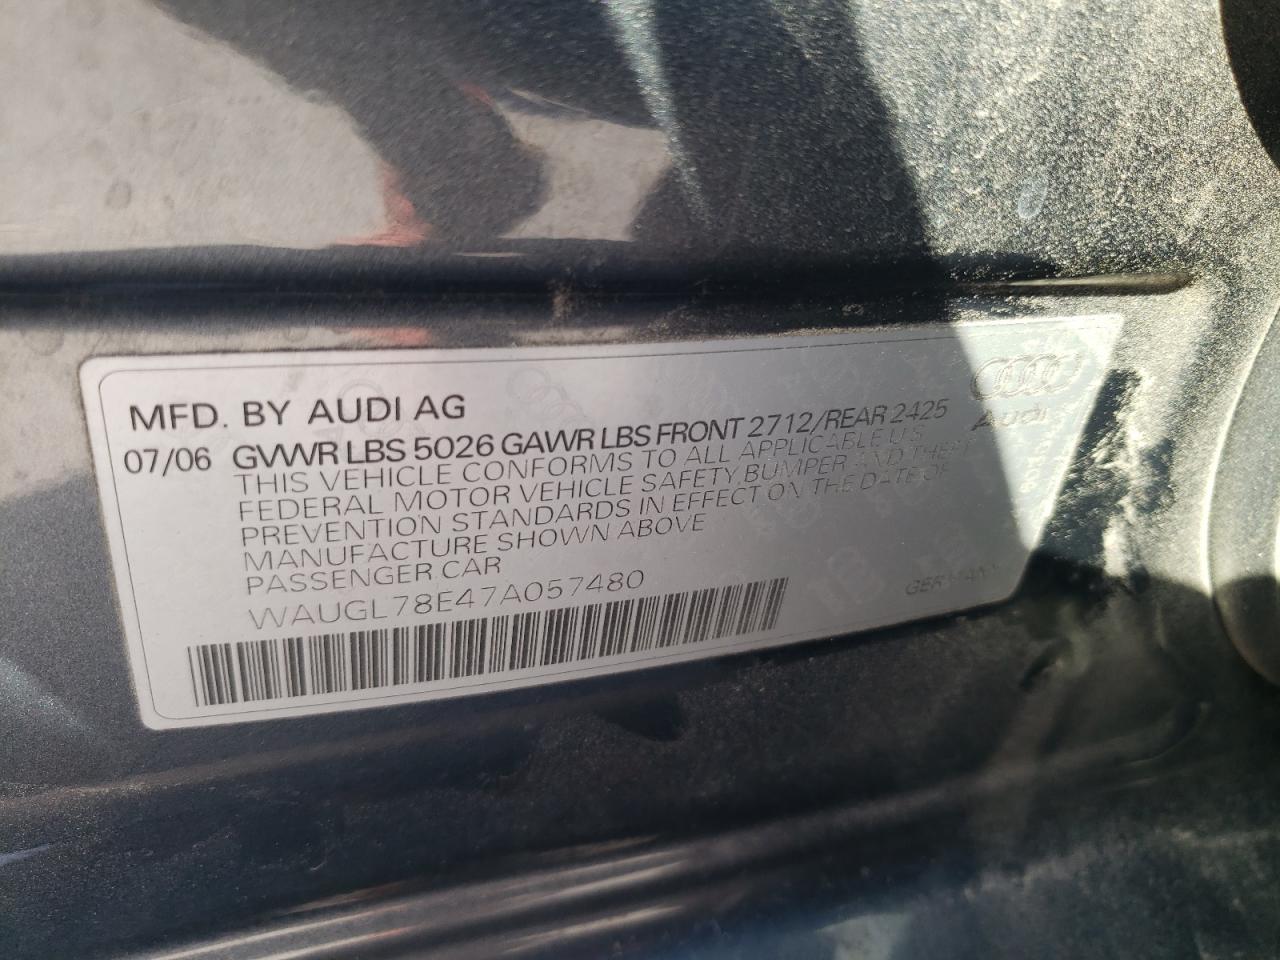 MFD. BY AUDI AG
07/06 GVWR LBS 5026 GAWR LBS FRONT 2712/REAR 2425
THIS VEHICLE CONFORMS TO ALL APPLICABLE U.S.
FEDERAL MOTOR VEHICLE SAFETY, BUMPER AND THEFT
PREVENTION STANDARDS IN EFFECT ON THE DATE OF
MANUFACTURE SHOWN ABOVE
PASSENGER CAR
WAUGL78E47A057480
GERMANY
Audi